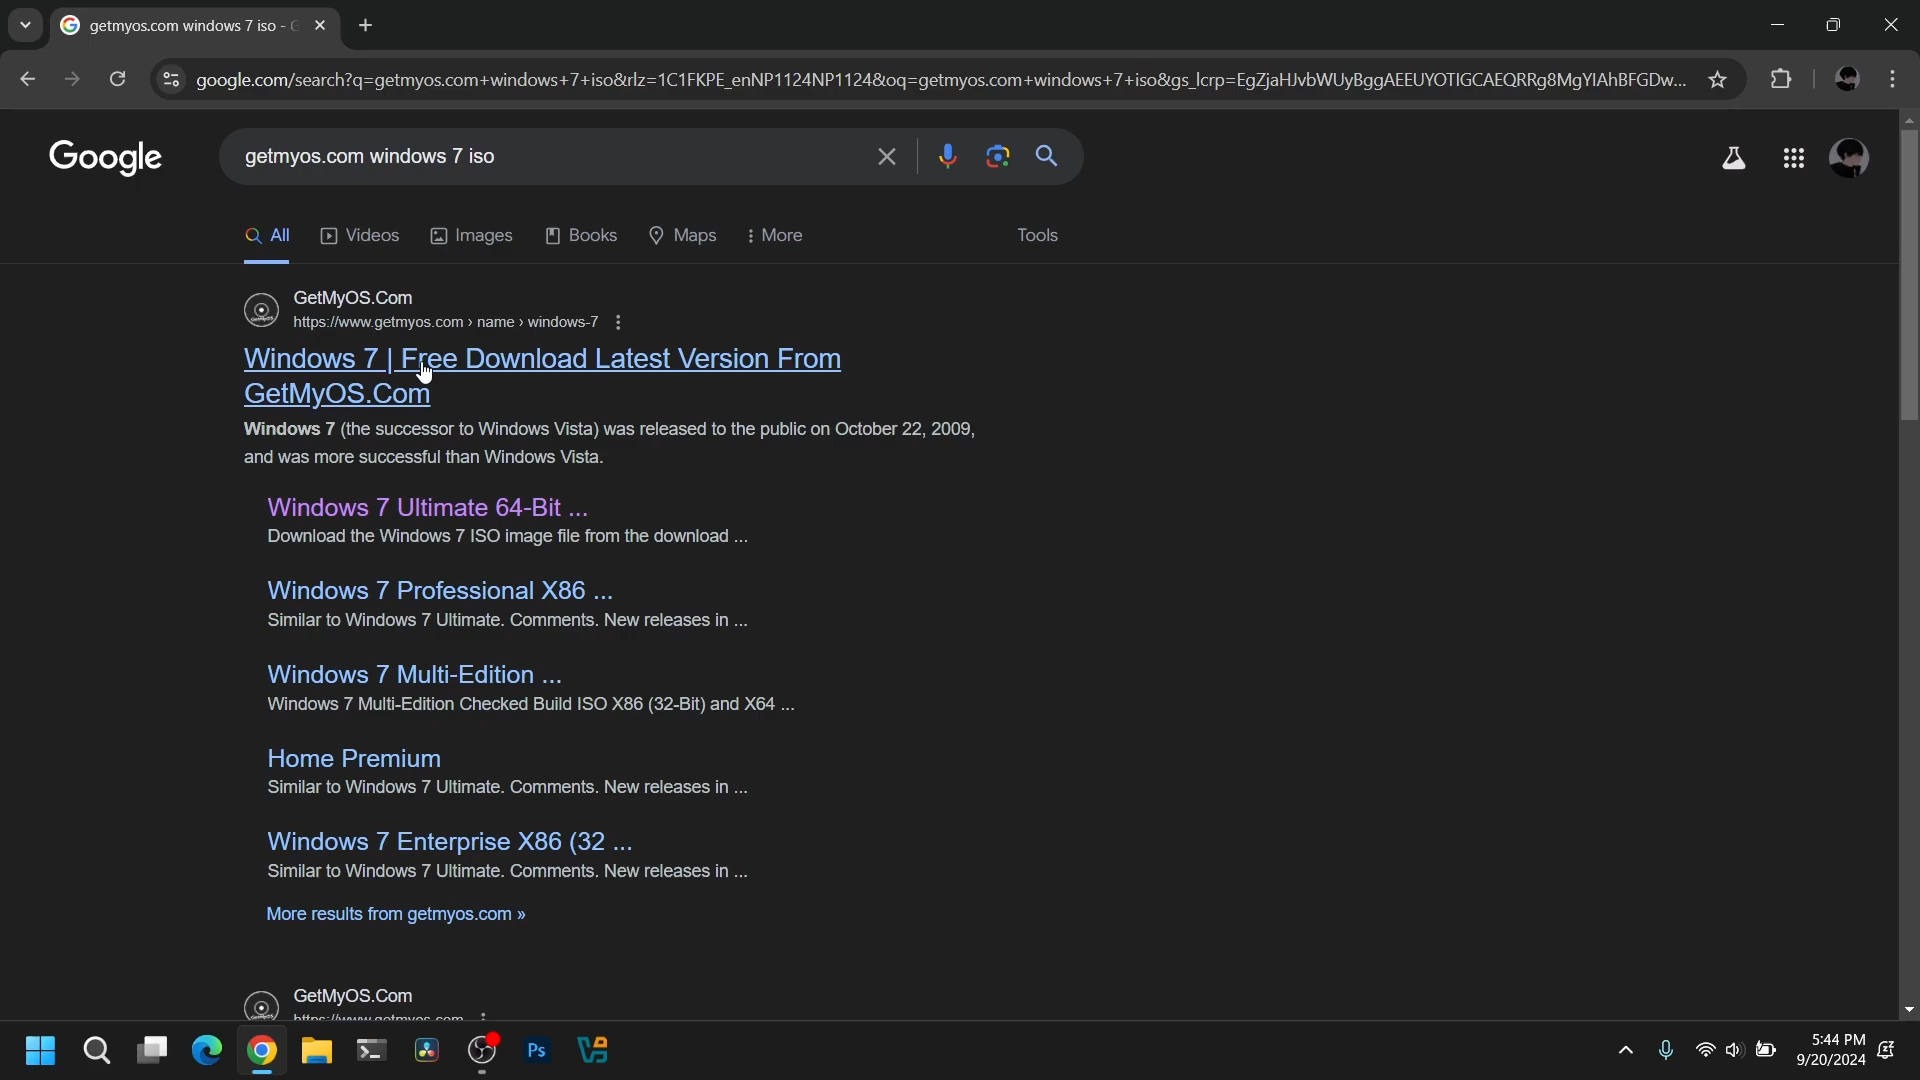 getmyos.com windows 7 iso - G
google.com/search?q=getmyos.com+windows+7+iso&rlz=1C1FKPE_enNP1124NP1124&oq=getmyos.com+windows+7+iso&gs_lcrp=EgZjaHJvbWUyBggAEEUYOTIGCAEQRRg8MgYIAhBFGDw...
Google
getmyos.com windows 7 iso
All Videos Images Books Maps More Tools
GetMyOS.Com
https://www.getmyos.com › name › windows-7
Windows 7 | Free Download Latest Version From
GetMyOS.Com
Windows 7 (the successor to Windows Vista) was released to the public on October 22, 2009,
and was more successful than Windows Vista.
Windows 7 Ultimate 64-Bit ...
Download the Windows 7 ISO image file from the download ...
Windows 7 Professional X86 ...
Similar to Windows 7 Ultimate. Comments. New releases in ...
Windows 7 Multi-Edition ...
Windows 7 Multi-Edition Checked Build ISO X86 (32-Bit) and X64 ...
Home Premium
Similar to Windows 7 Ultimate. Comments. New releases in ...
Windows 7 Enterprise X86 (32 ...
Similar to Windows 7 Ultimate. Comments. New releases in ...
More results from getmyos.com »
GetMyOS.Com
https://www.getmyos.com
Ps
5:44 PM
9/20/2024